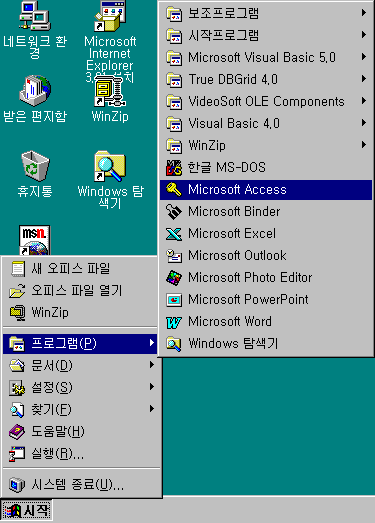 네트워크 환
경
Microsoft
Internet
Explorer
받은 편지함
WinZip
휴지통
Windows 탐
색기
msn.
보조프로그램
시작프로그램
Microsoft Visual Basic 5,0
True DBGrid 4,0
VideoSoft OLE Components
Visual Basic 4,0
WinZip
한글 MS-DOS
Microsoft Access
Microsoft Binder
Microsoft Excel
Microsoft Outlook
Microsoft Photo Editor
Microsoft PowerPoint
Microsoft Word
Windows 탐색기
새 오피스 파일
오피스 파일 열기
WinZip
프로그램(P)
문서(D)
설정(S)
찾기(F)
도움말(H)
실행(R)...
시스템 종료(U)...
시작